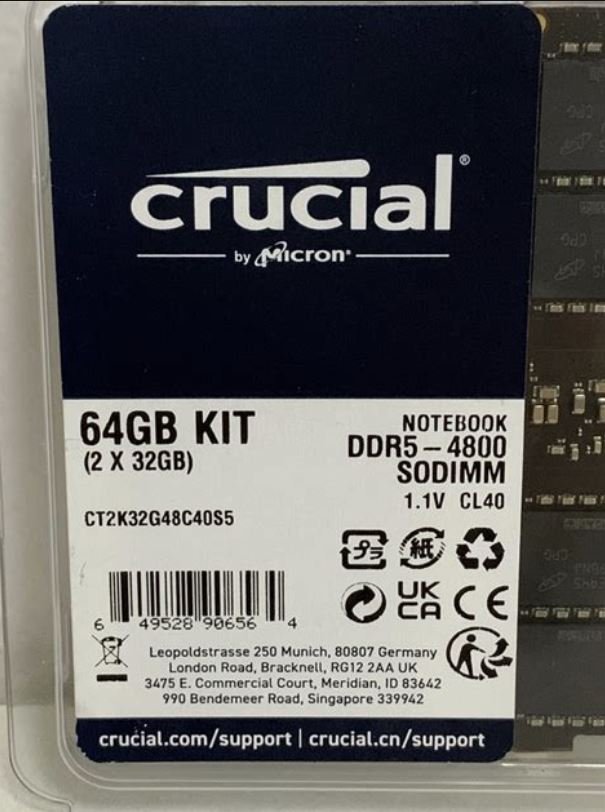 crucial®
by Micron®
64GB KIT
(2 X 32GB)
NOTEBOOK
DDR5-4800
SODIMM
1.1V CL40
CT2K32G48C40S5
プラ
紙
UK
CA
CE
6 49528 90656 4
Leopoldstrasse 250 Munich, 80807 Germany
London Road, Bracknell, RG12 2AA UK
3475 E. Commercial Court, Meridian, ID 83642
990 Bendemeer Road, Singapore 339942
crucial.com/support | crucial.cn/support